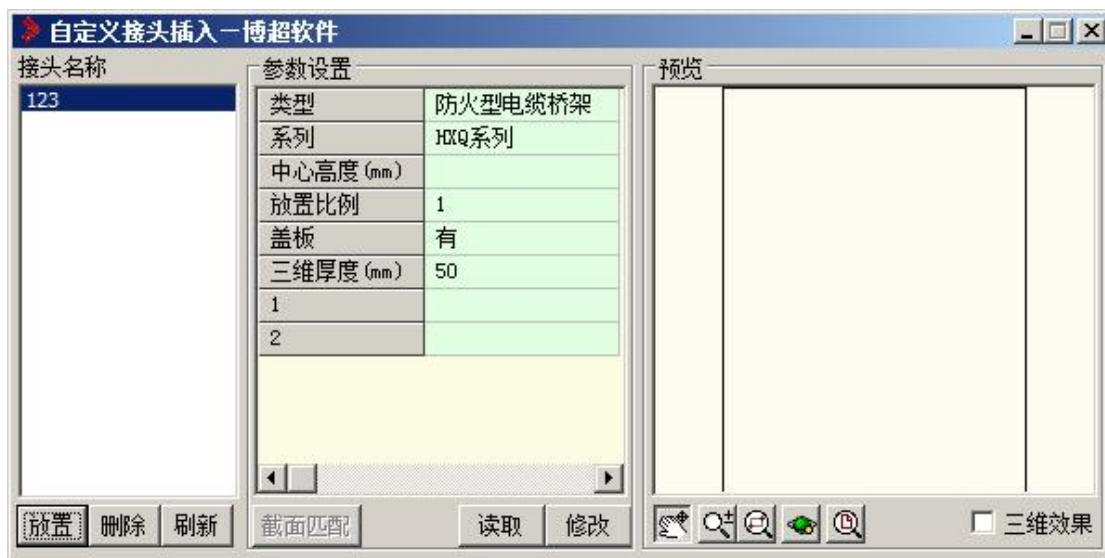 自定义接头插入—博超软件
接头名称
123
参数设置
类型 防火型电缆桥架
系列 HXQ系列
中心高度(mm)
放置比例 1
盖板 有
三维厚度(mm) 50
1
2
预览
放置 删除 刷新
截面匹配 读取 修改
三维效果